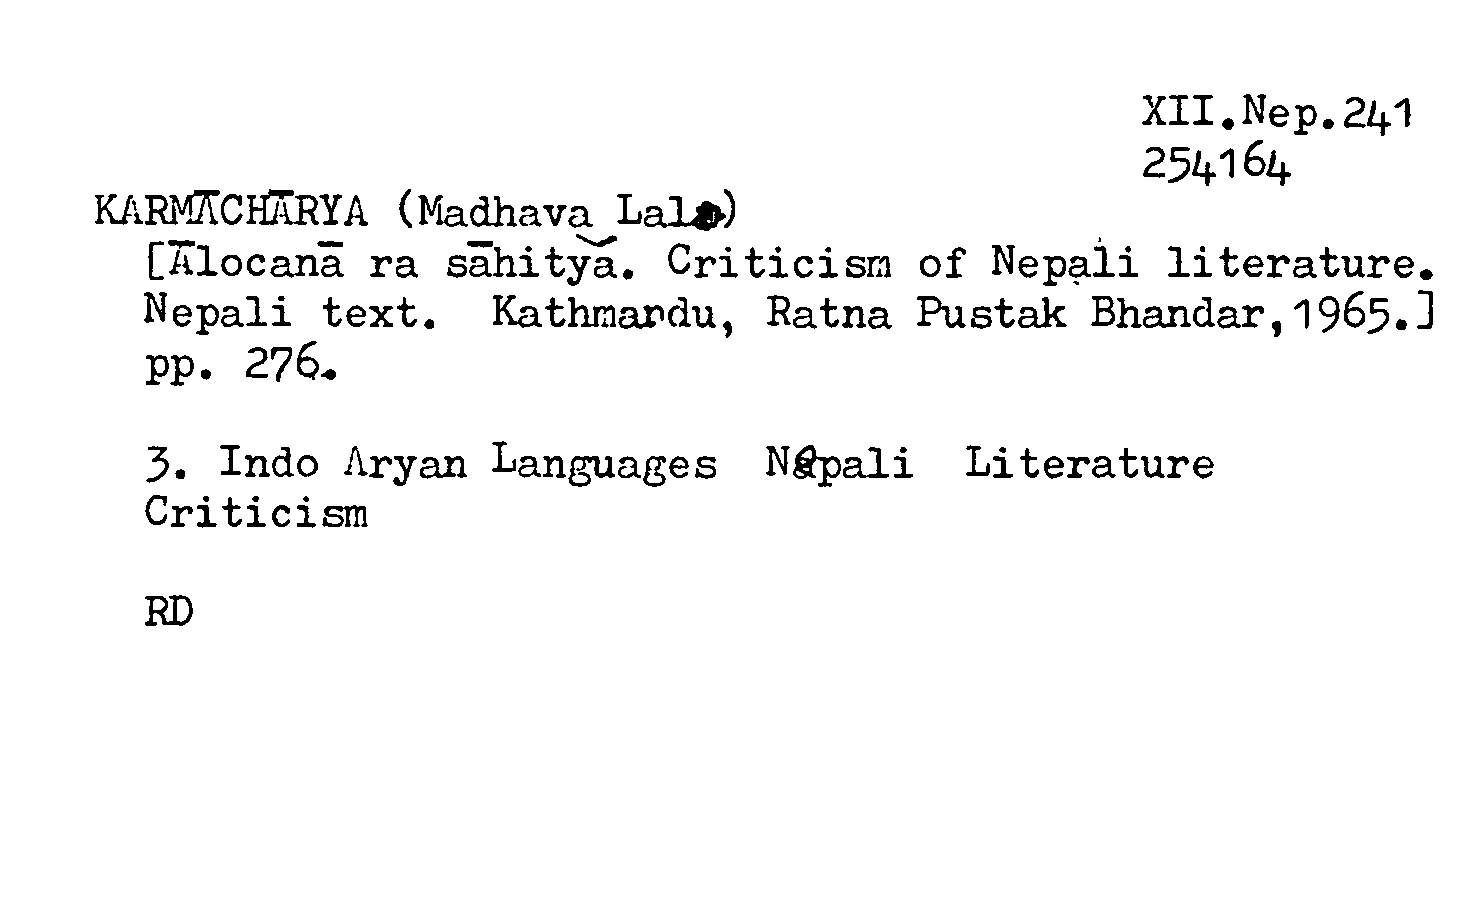 XII.Nep.241
254164
KARMĀCHĀRYA (Madhava Lal)
[Ālocanā ra sāhitya. Criticism of Nepali literature.
Nepali text. Kathmandu, Ratna Pustak Bhandar,1965.]
pp. 276.
3. Indo Aryan Languages Nepali Literature
Criticism
RD